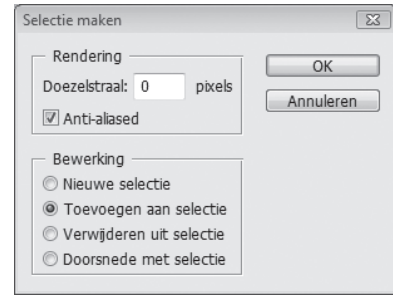 Selectie maken
Rendering
Doezelstraal: 0 pixels
Anti-aliased
OK
Annuleren
Bewerking
Nieuwe selectie
Toevoegen aan selectie
Verwijderen uit selectie
Doorsnede met selectie